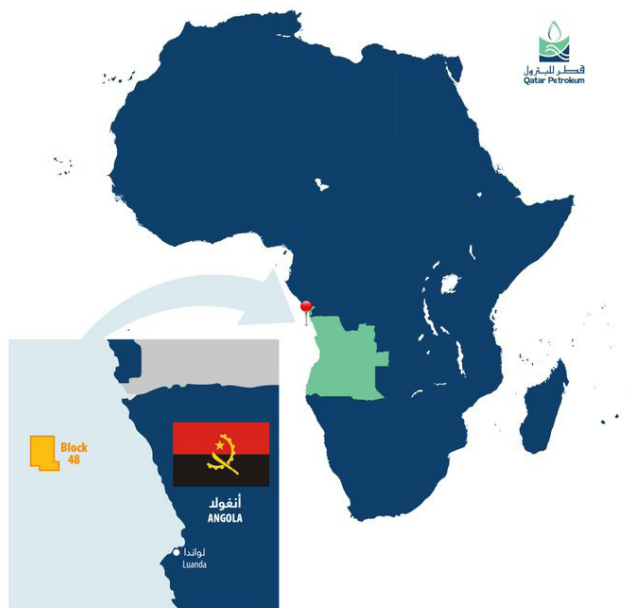 قطر للبترول
Qatar Petroleum
Block
48
أنغولا
ANGOLA
لواندا
Luanda